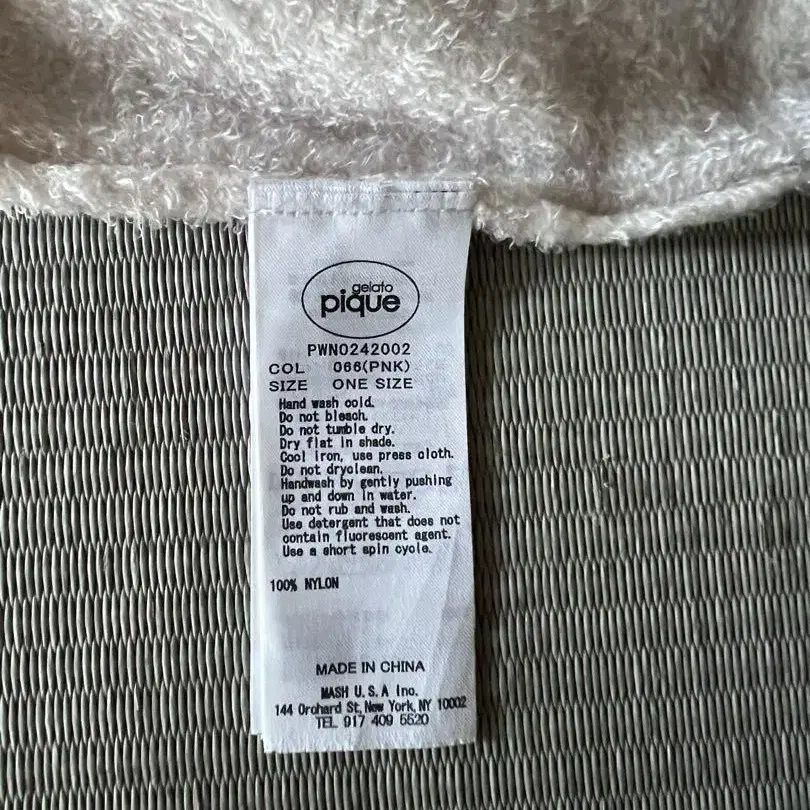 gelato
pique
PWNO242002
COL 066(PNK)
SIZE ONE SIZE
Hand wash cold.
Do not bleach.
Do not tumble dry.
Dry flat in shade.
Cool iron, use press cloth.
Do not dryclean.
Handwash by gently pushing
up and down in water.
Do not rub and wash.
Use detergent that does not
contain fluorescent agent.
Use a short spin cycle.
100% NYLON
MADE IN CHINA
MASH U.S.A Inc.
144 Orchard St, New York, NY 10002
TEL 917 409 5520